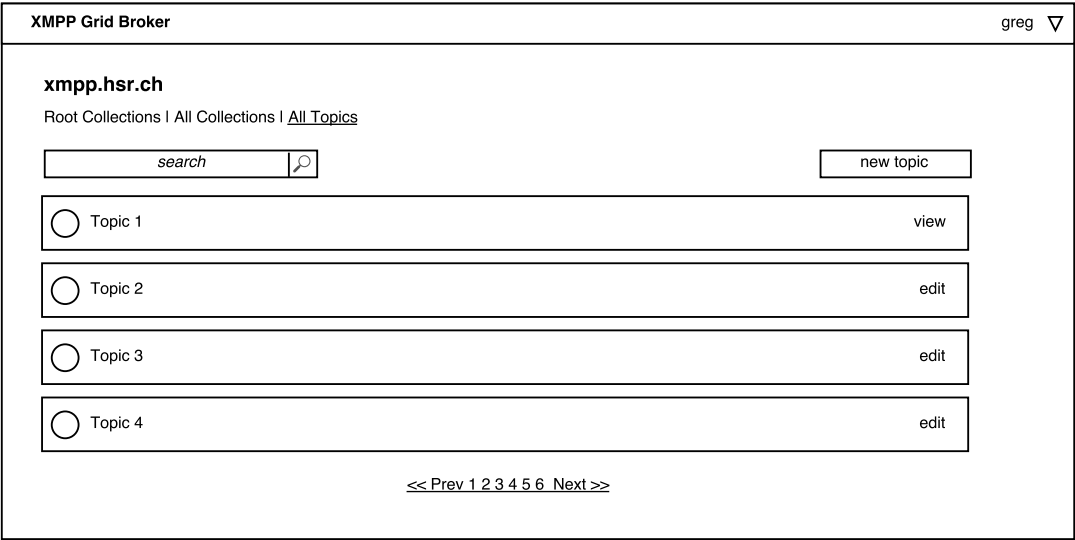 XMPP Grid Broker greg
xmpp.hsr.ch
Root Collections | All Collections | All Topics
search new topic
Topic 1 view
Topic 2 edit
Topic 3 edit
Topic 4 edit
<< Prev 1 2 3 4 5 6 Next >>